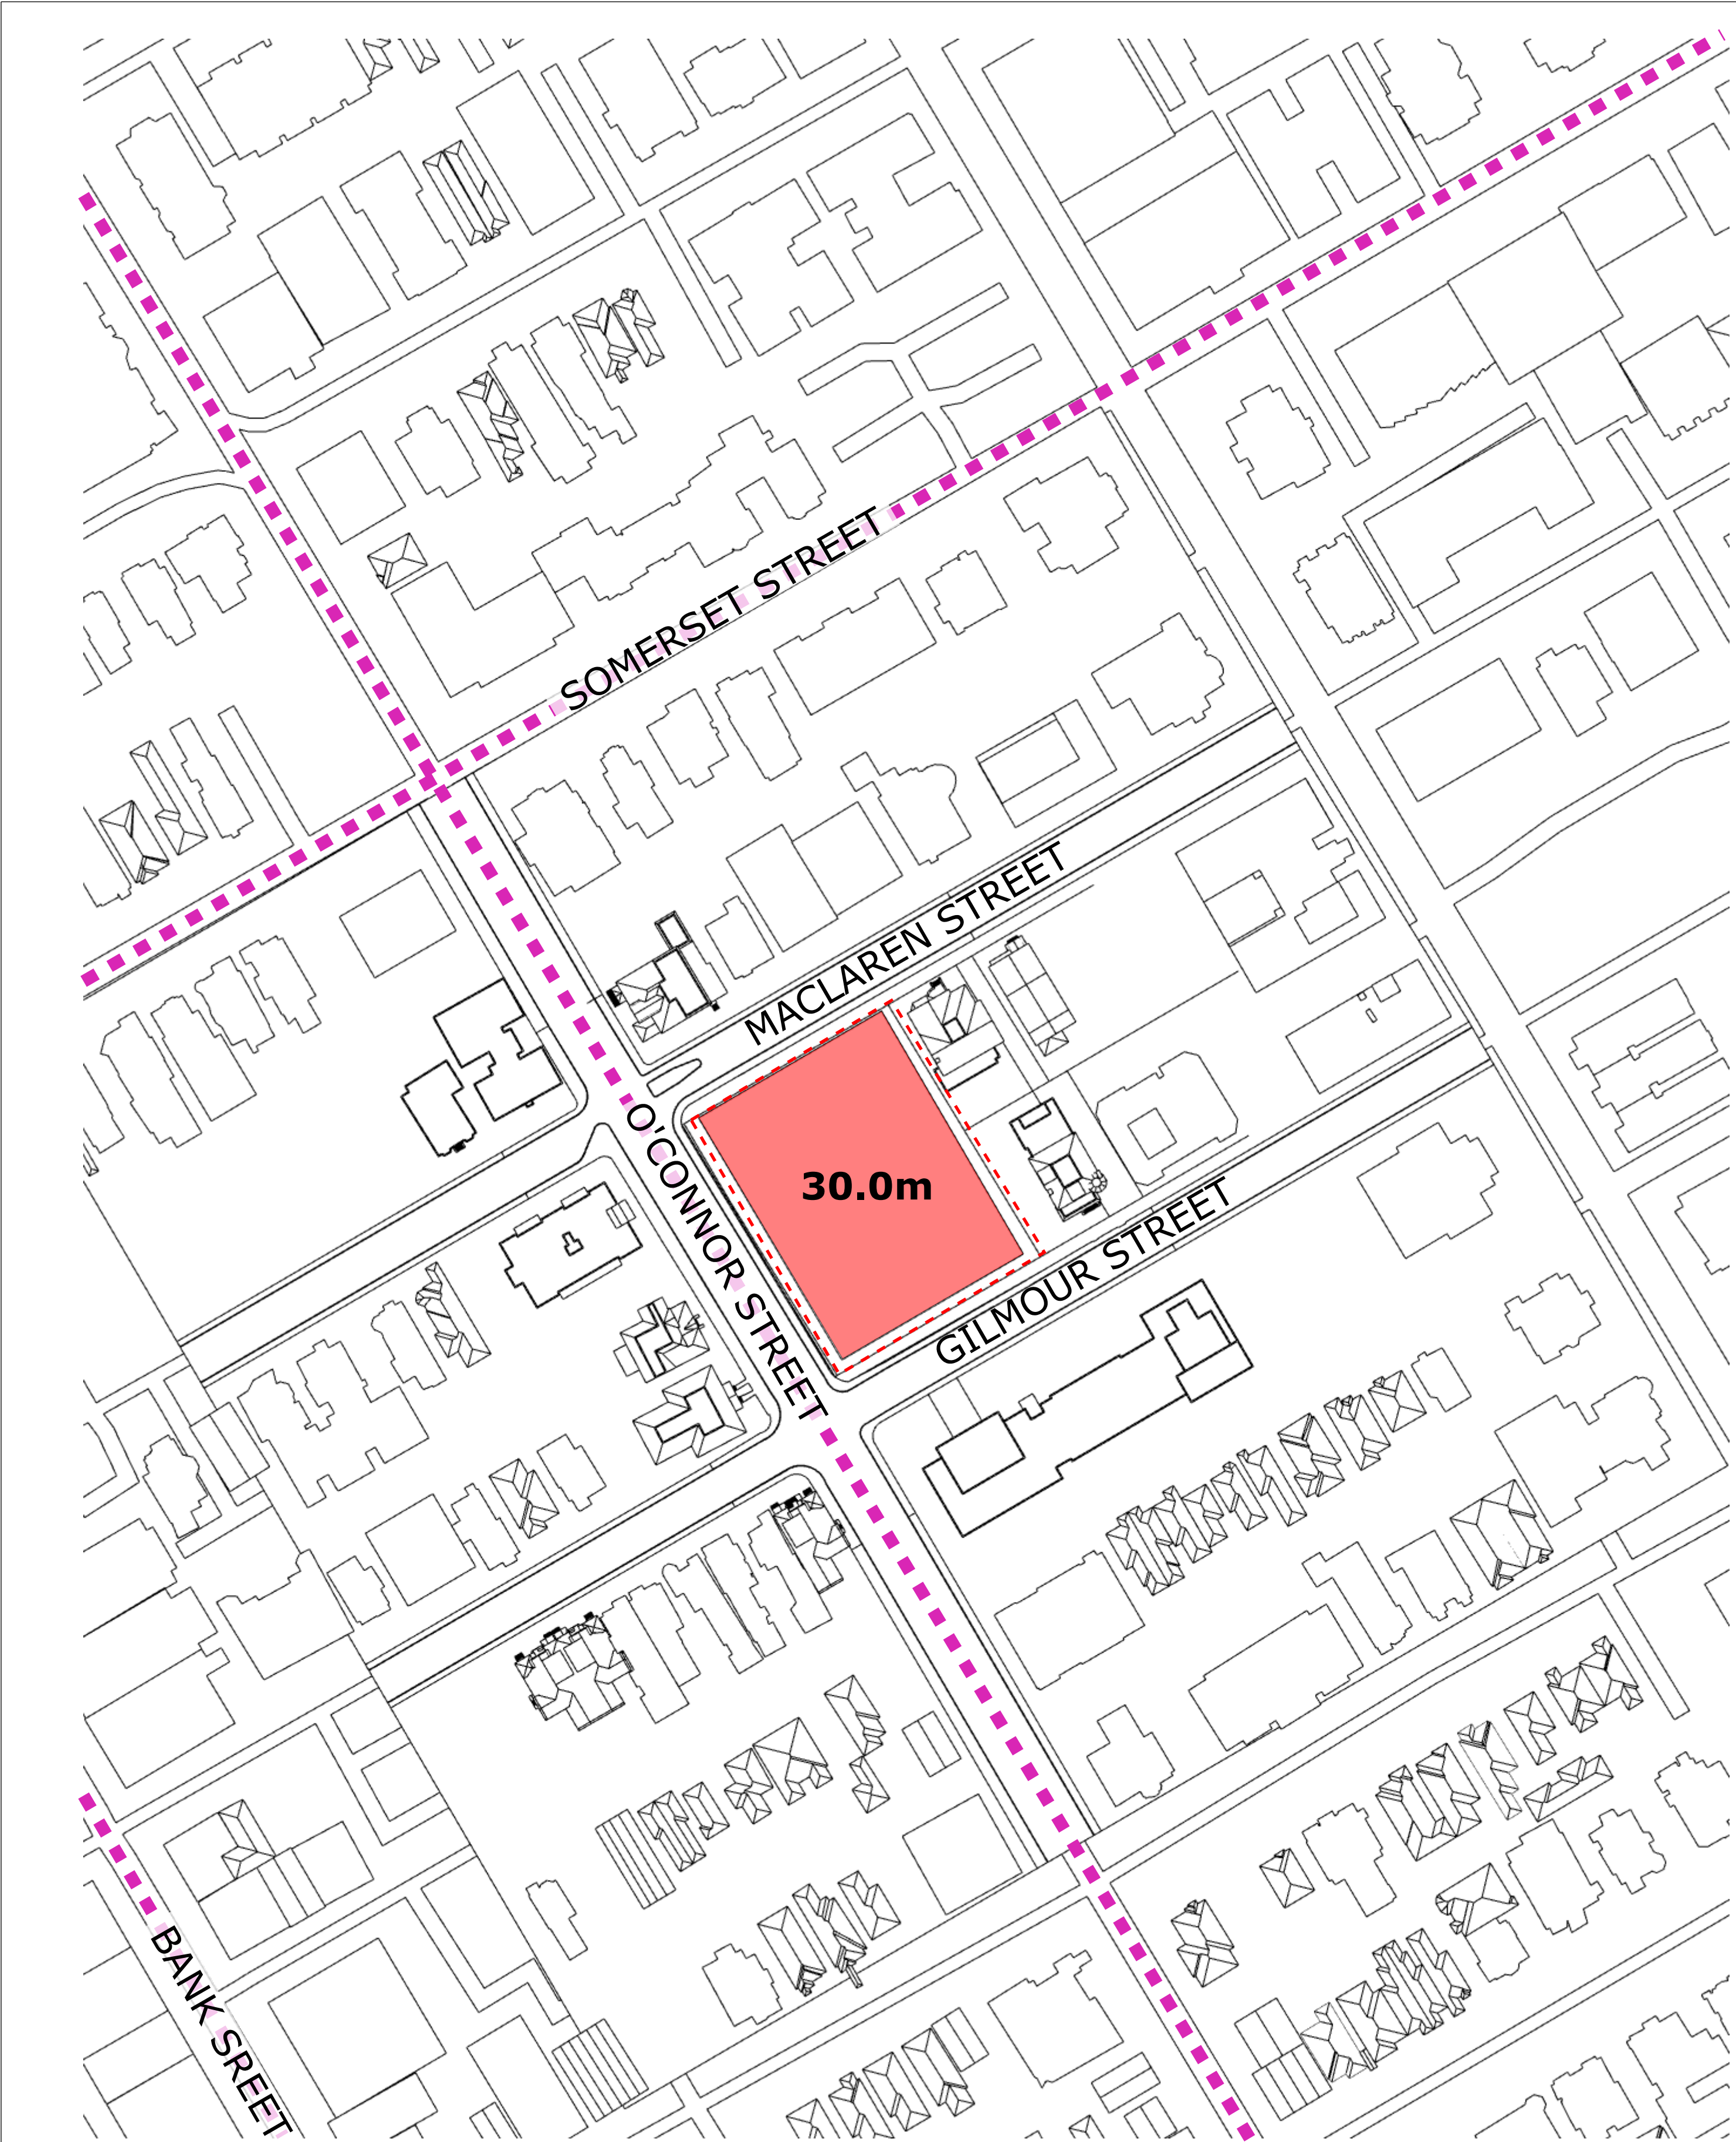 SOMERSET STREET
MACLAREN STREET
O'CONNOR STREET
30.0m
GILMOUR STREET
BANK SREET